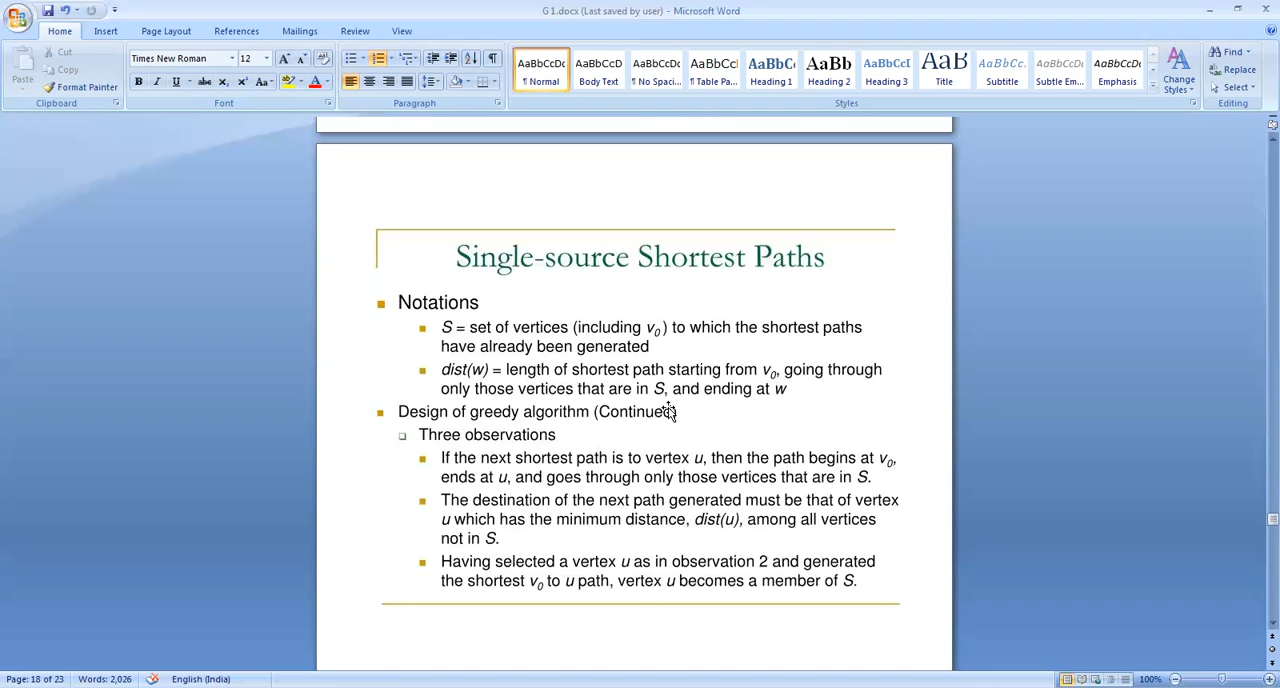 G 1.docx (Last saved by user) - Microsoft Word
Home Insert Page Layout References Mailings Review View
Paste
Cut
Copy
Format Painter
Clipboard
Times New Roman 12
B I U abc x₂ x² Aa A
Font
Paragraph
AaBbCcDc AaBbCcD AaBbCcDc AaBbCcI AaBbC AaBb AaBbCcI AaB AaBbCc. AaBbCcDc AaBbCcDc
¶ Normal Body Text ¶ No Spaci... ¶ Table Pa... Heading 1 Heading 2 Heading 3 Title Subtitle Subtle Em... Emphasis
Change Styles
Styles
Find
Replace
Select
Editing
Single-source Shortest Paths
Notations
S = set of vertices (including v₀ ) to which the shortest paths
have already been generated
dist(w) = length of shortest path starting from v₀, going through
only those vertices that are in S, and ending at w
Design of greedy algorithm (Continued)
Three observations
If the next shortest path is to vertex u, then the path begins at v₀,
ends at u, and goes through only those vertices that are in S.
The destination of the next path generated must be that of vertex
u which has the minimum distance, dist(u), among all vertices
not in S.
Having selected a vertex u as in observation 2 and generated
the shortest v₀ to u path, vertex u becomes a member of S.
Page: 18 of 23 Words: 2,026 English (India) 100%